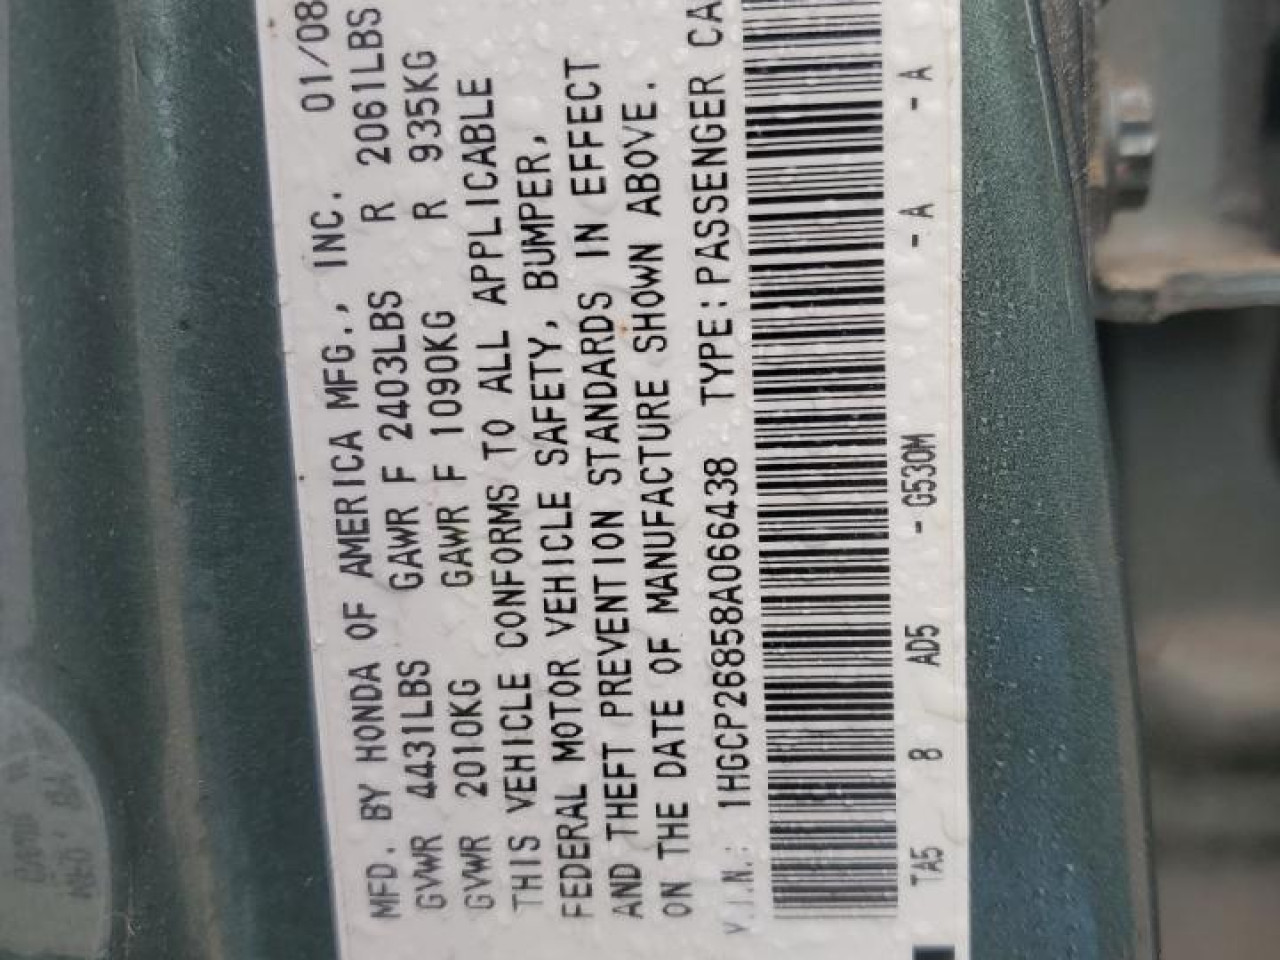 MFD. BY HONDA OF AMERICA MFG., INC. 01/08
GVWR 4431LBS GAWR F 2403LBS R 2061LBS
GVWR 2010KG GAWR F 1090KG R 935KG
THIS VEHICLE CONFORMS TO ALL APPLICABLE
FEDERAL MOTOR VEHICLE SAFETY, BUMPER,
AND THEFT PREVENTION STANDARDS IN EFFECT
ON THE DATE OF MANUFACTURE SHOWN ABOVE.
V.I.N.: 1HGCP26858A066438 TYPE:PASSENGER CA
TA5 8 AD5 - G530M - A - A